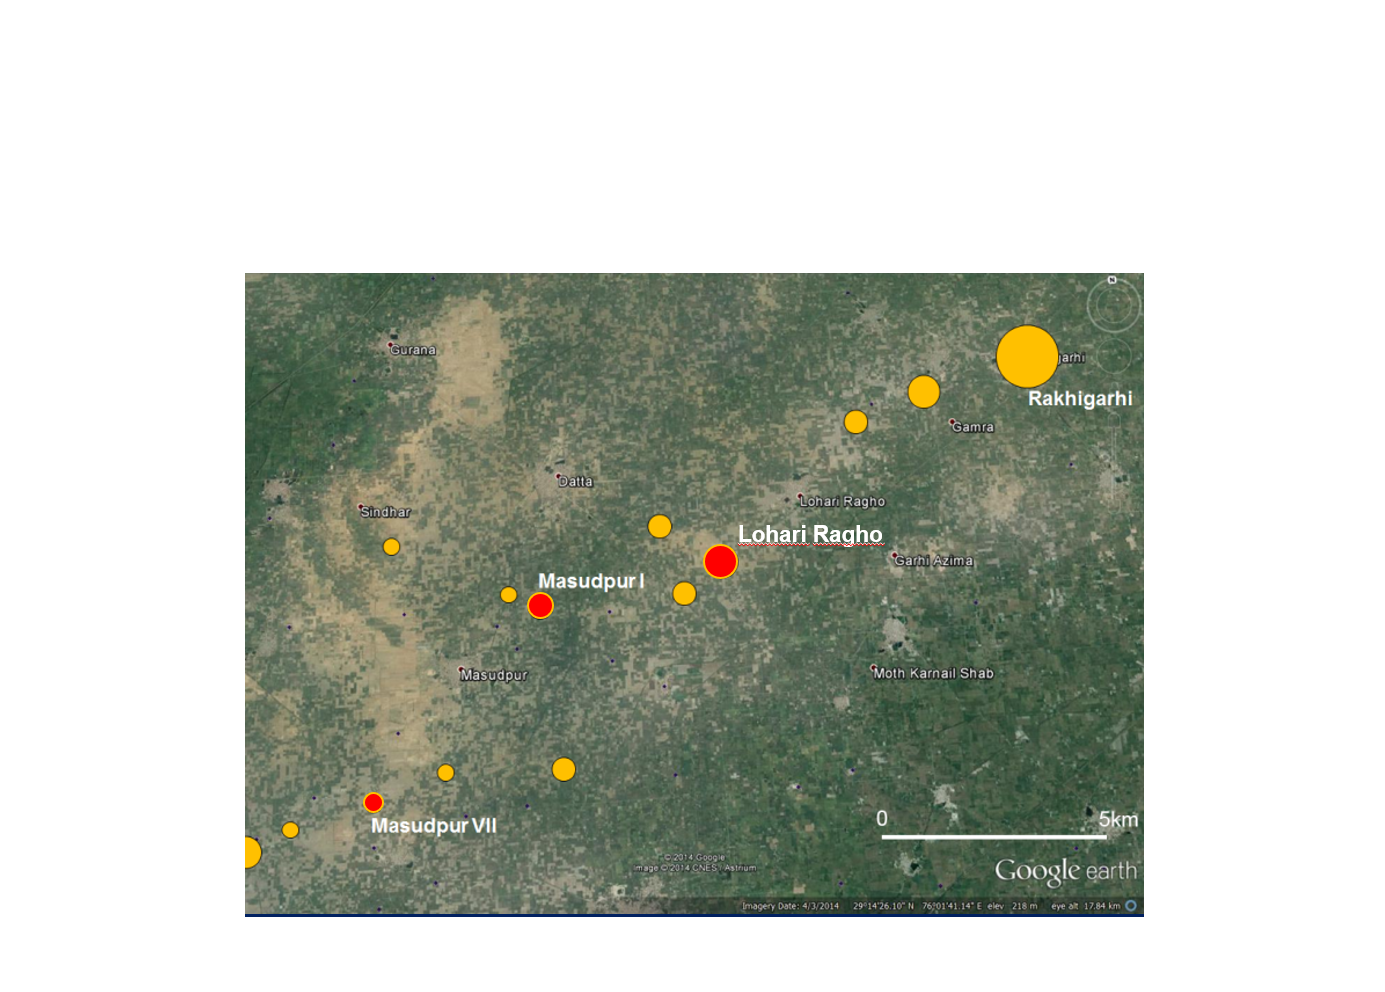 N
Gurana
arhi
Rakhigarhi
Gamra
Datta
Lohari Ragho
Sindhar
Lohari Ragho
Garhi Azima
Masudpur I
Masudpur
Moth Karnail Shab
0 5km
Masudpur VII
© 2014 Google
Image © 2014 CNES / Astrium
Google earth
Imagery Date: 4/3/2014 29°14'26.10" N 76°01'41.14" E elev 218 m eye alt 17.84 km